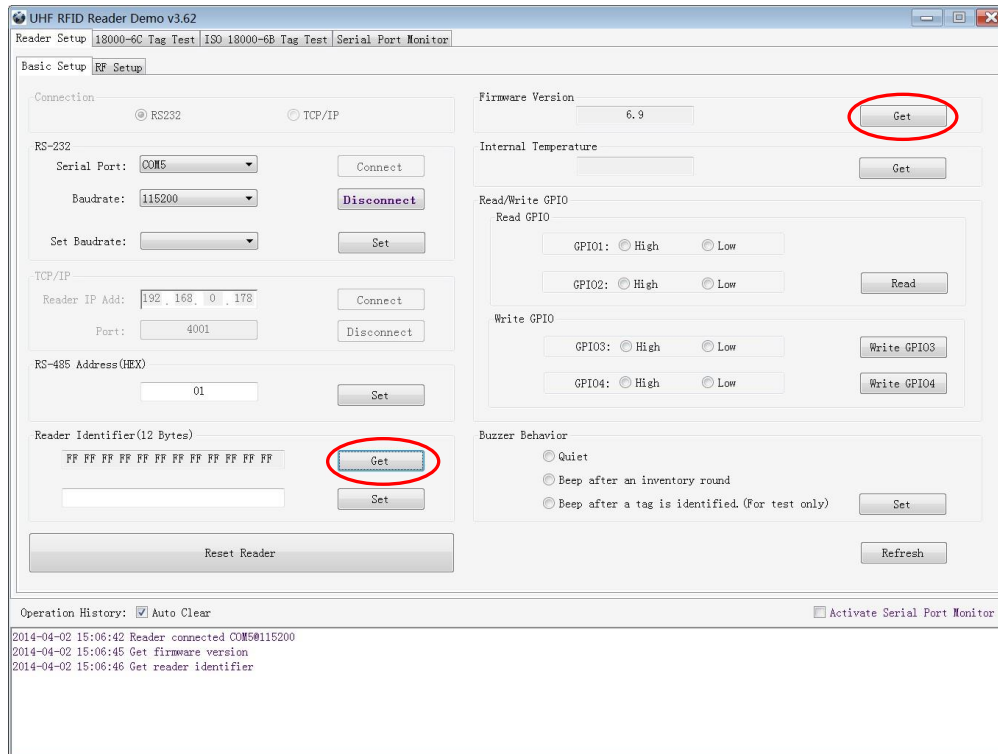 UHF RFID Reader Demo v3.62
Reader Setup 18000-6C Tag Test ISO 18000-6B Tag Test Serial Port Monitor
Basic Setup RF Setup
Connection
RS232 TCP/IP
RS-232
Serial Port: COM5 Connect
Baudrate: 115200 Disconnect
Set Baudrate: Set
TCP/IP
Reader IP Add: 192 . 168 . 0 . 178 Connect
Port: 4001 Disconnect
RS-485 Address(HEX)
01 Set
Reader Identifier(12 Bytes)
FF FF FF FF FF FF FF FF FF FF FF FF Get
Set
Reset Reader
Firmware Version
6.9 Get
Internal Temperature
Get
Read/Write GPIO
Read GPIO
GPIO1: High Low
GPIO2: High Low Read
Write GPIO
GPIO3: High Low Write GPIO3
GPIO4: High Low Write GPIO4
Buzzer Behavior
Quiet
Beep after an inventory round
Beep after a tag is identified.(For test only) Set
Refresh
Operation History: Auto Clear Activate Serial Port Monitor
2014-04-02 15:06:42 Reader connected COM5@115200
2014-04-02 15:06:45 Get firmware version
2014-04-02 15:06:46 Get reader identifier